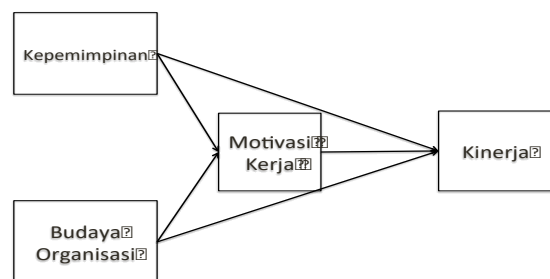 Kepemimpinan
Motivasi
Kerja
Kinerja
Budaya
Organisasi